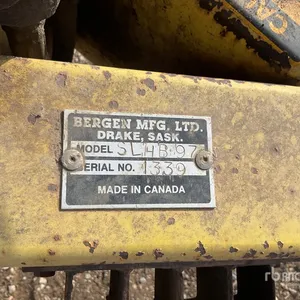 BERGEN MFG. LTD.
DRAKE, SASK.
MODEL SLHB-97
SERIAL NO. 1339
MADE IN CANADA